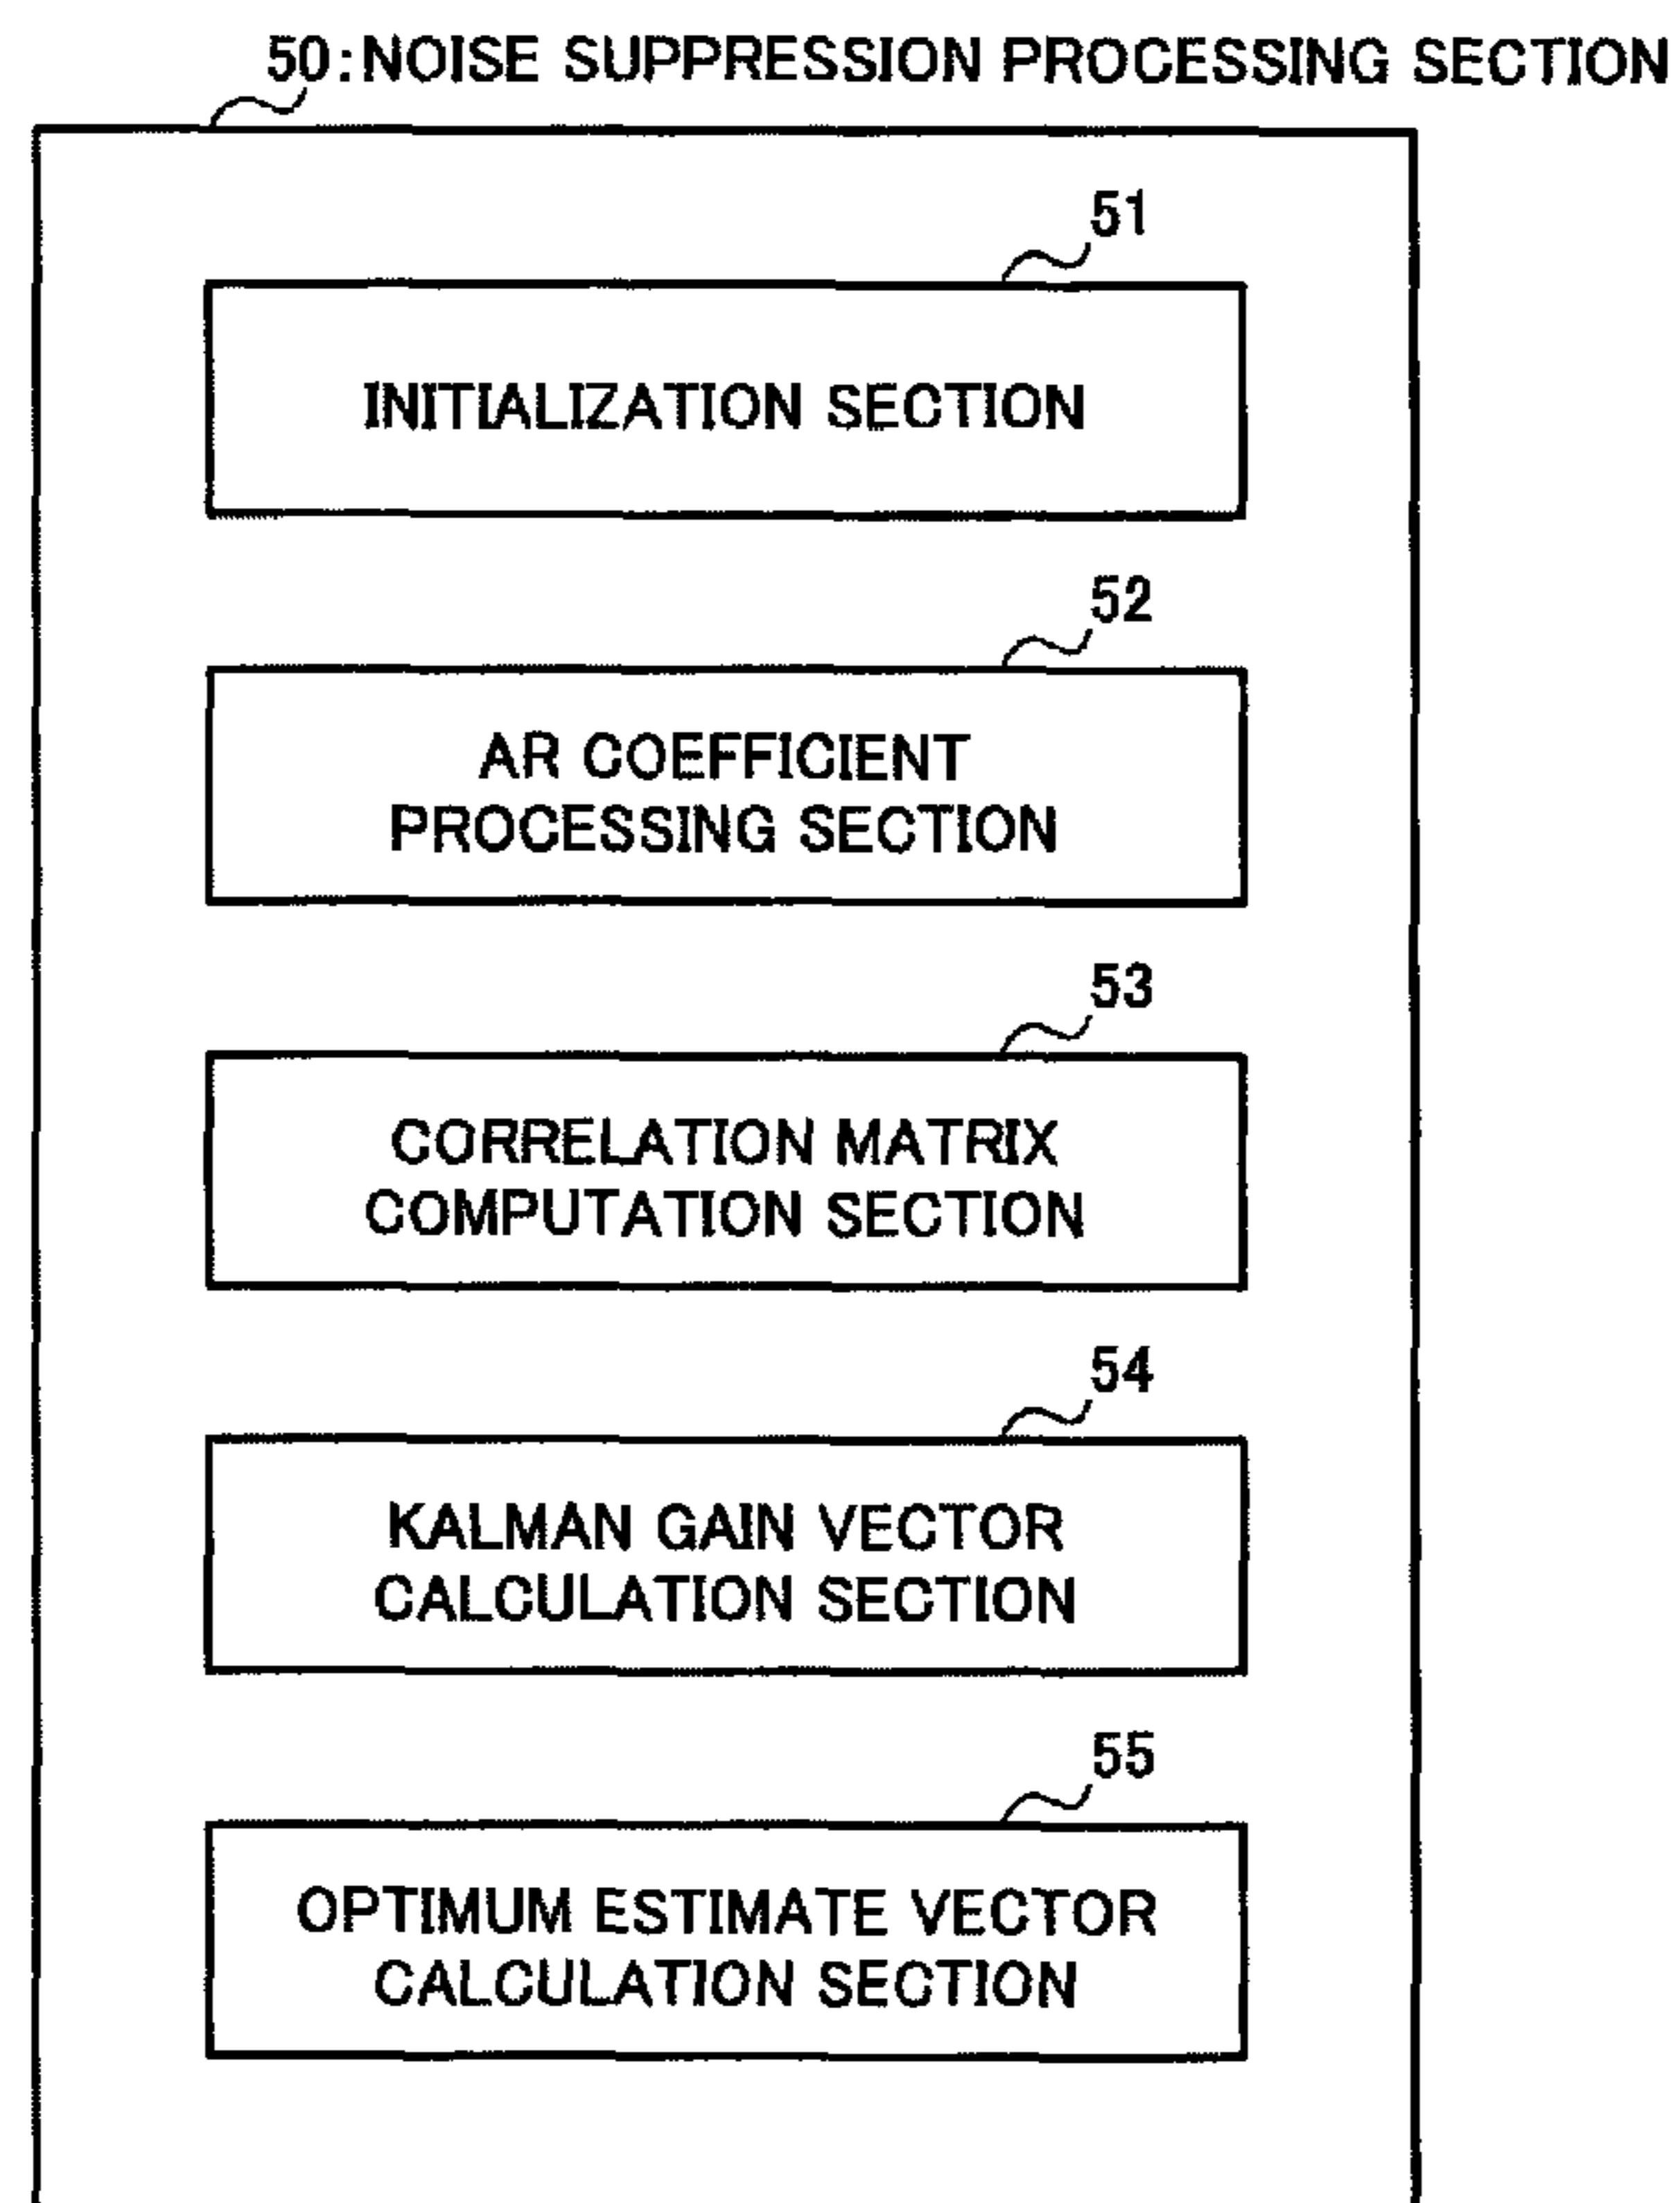 50:NOISE SUPPRESSION PROCESSING SECTION
51
INITIALIZATION SECTION
52
AR COEFFICIENT
PROCESSING SECTION
53
CORRELATION MATRIX
COMPUTATION SECTION
54
KALMAN GAIN VECTOR
CALCULATION SECTION
55
OPTIMUM ESTIMATE VECTOR
CALCULATION SECTION